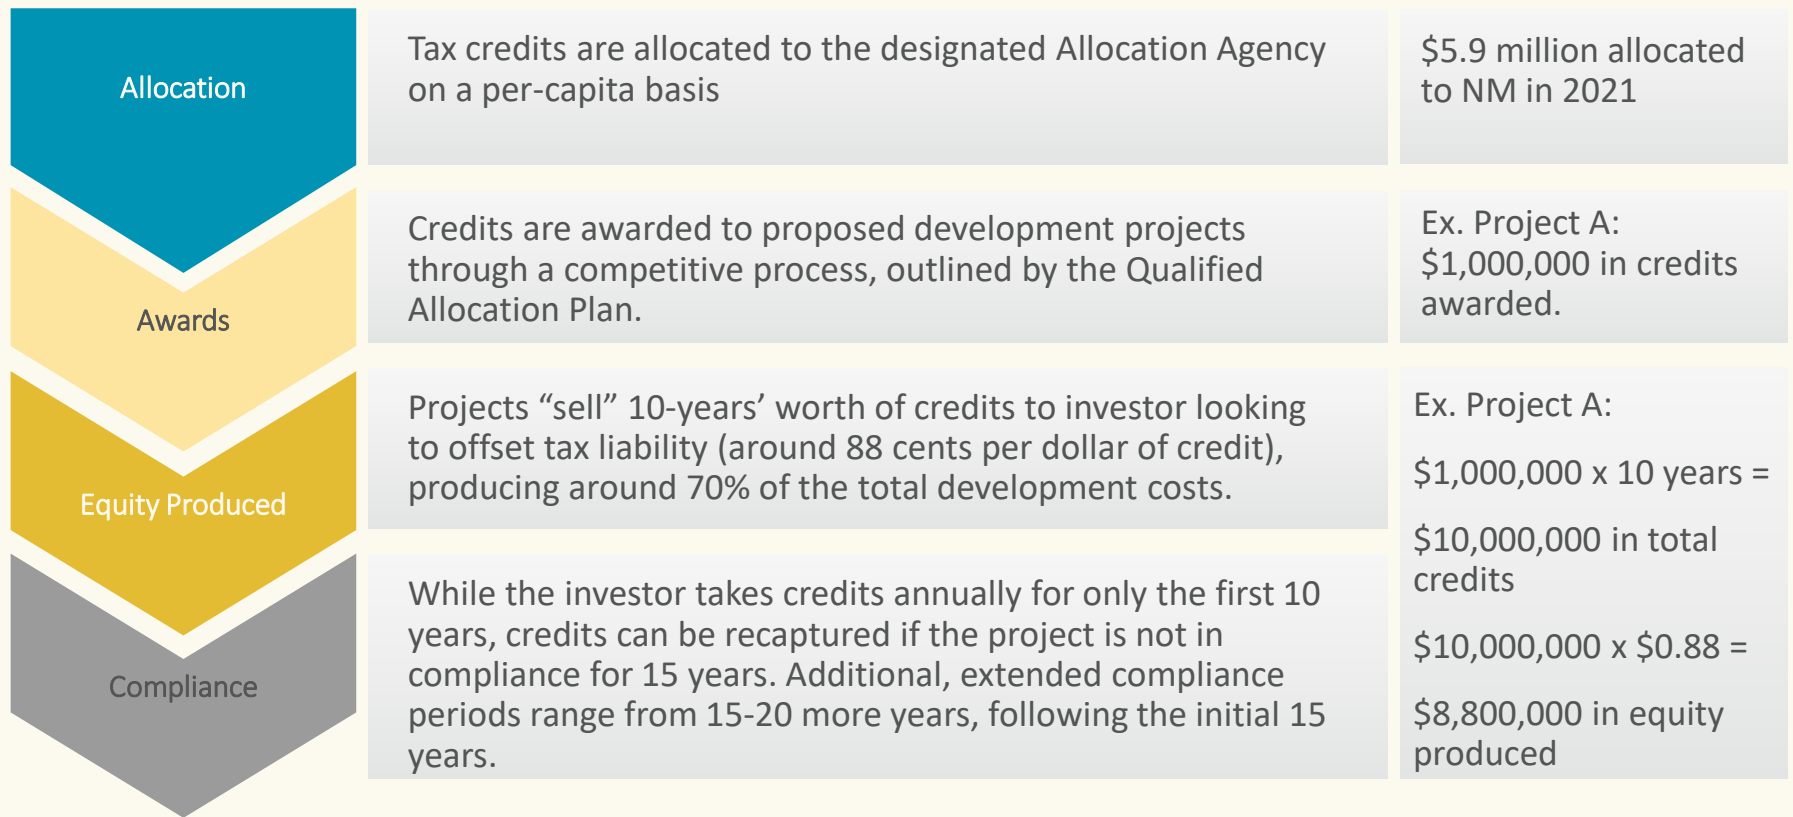 Allocation
Tax credits are allocated to the designated Allocation Agency
on a per-capita basis
$5.9 million allocated
to NM in 2021
Awards
Credits are awarded to proposed development projects
through a competitive process, outlined by the Qualified
Allocation Plan.
Ex. Project A:
$1,000,000 in credits
awarded.
Equity Produced
Projects “sell” 10-years’ worth of credits to investor looking
to offset tax liability (around 88 cents per dollar of credit),
producing around 70% of the total development costs.
Ex. Project A:
$1,000,000 x 10 years =
$10,000,000 in total
credits
$10,000,000 x $0.88 =
$8,800,000 in equity
produced
Compliance
While the investor takes credits annually for only the first 10
years, credits can be recaptured if the project is not in
compliance for 15 years. Additional, extended compliance
periods range from 15-20 more years, following the initial 15
years.